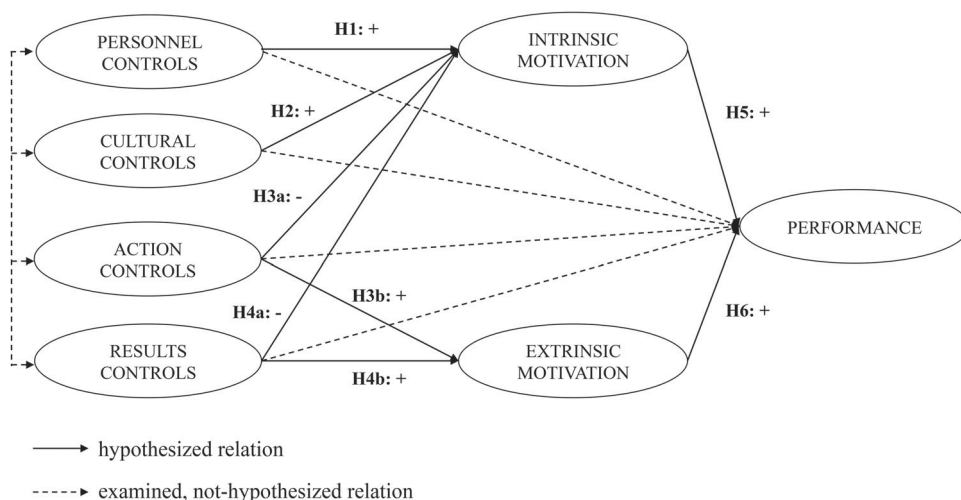 PERSONNEL
CONTROLS
H1: +
INTRINSIC
MOTIVATION
H2: +
CULTURAL
CONTROLS
H5: +
H3a: -
PERFORMANCE
ACTION
CONTROLS
H3b: +
H4a: -
H6: +
RESULTS
CONTROLS
H4b: +
EXTRINSIC
MOTIVATION
hypothesized relation
examined, not-hypothesized relation